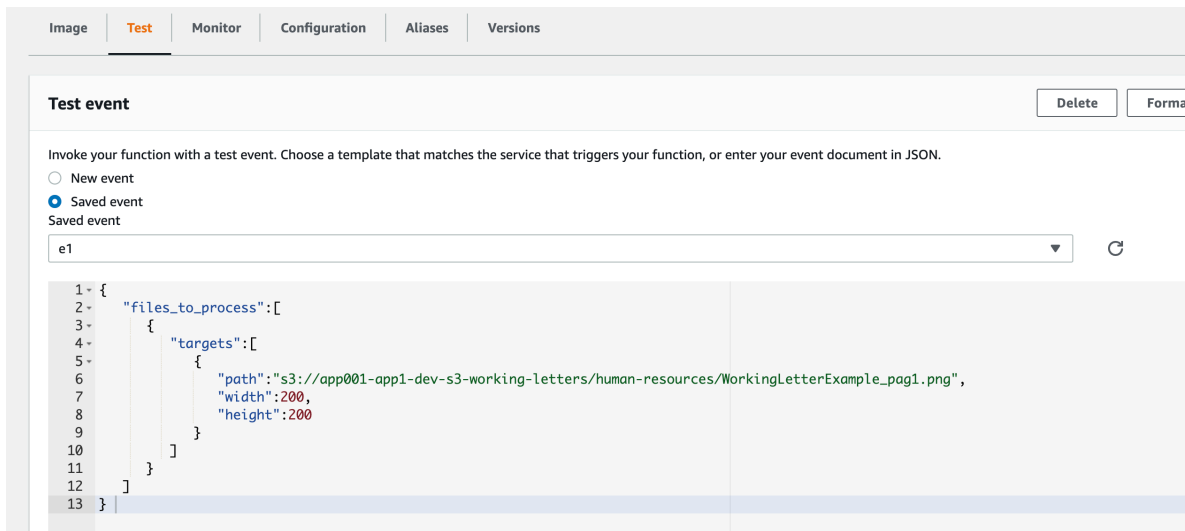 Image Test Monitor Configuration Aliases Versions
Test event Delete Forma
Invoke your function with a test event. Choose a template that matches the service that triggers your function, or enter your event document in JSON.
New event
Saved event
Saved event
e1
1 {
2 "files_to_process":[
3 {
4 "targets":[
5 {
6 "path":"s3://app001-app1-dev-s3-working-letters/human-resources/WorkingLetterExample_pag1.png",
7 "width":200,
8 "height":200
9 }
10 ]
11 }
12 ]
13 }